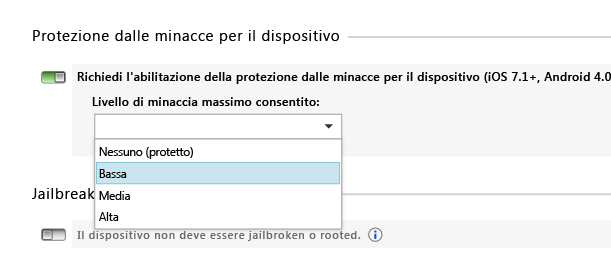 Protezione dalle minacce per il dispositivo
Richiedi l'abilitazione della protezione dalle minacce per il dispositivo (iOS 7.1+, Android 4.0
Livello di minaccia massimo consentito:
Nessuno (protetto)
Bassa
Media
Alta
Jailbreak
Il dispositivo non deve essere jailbroken o rooted.